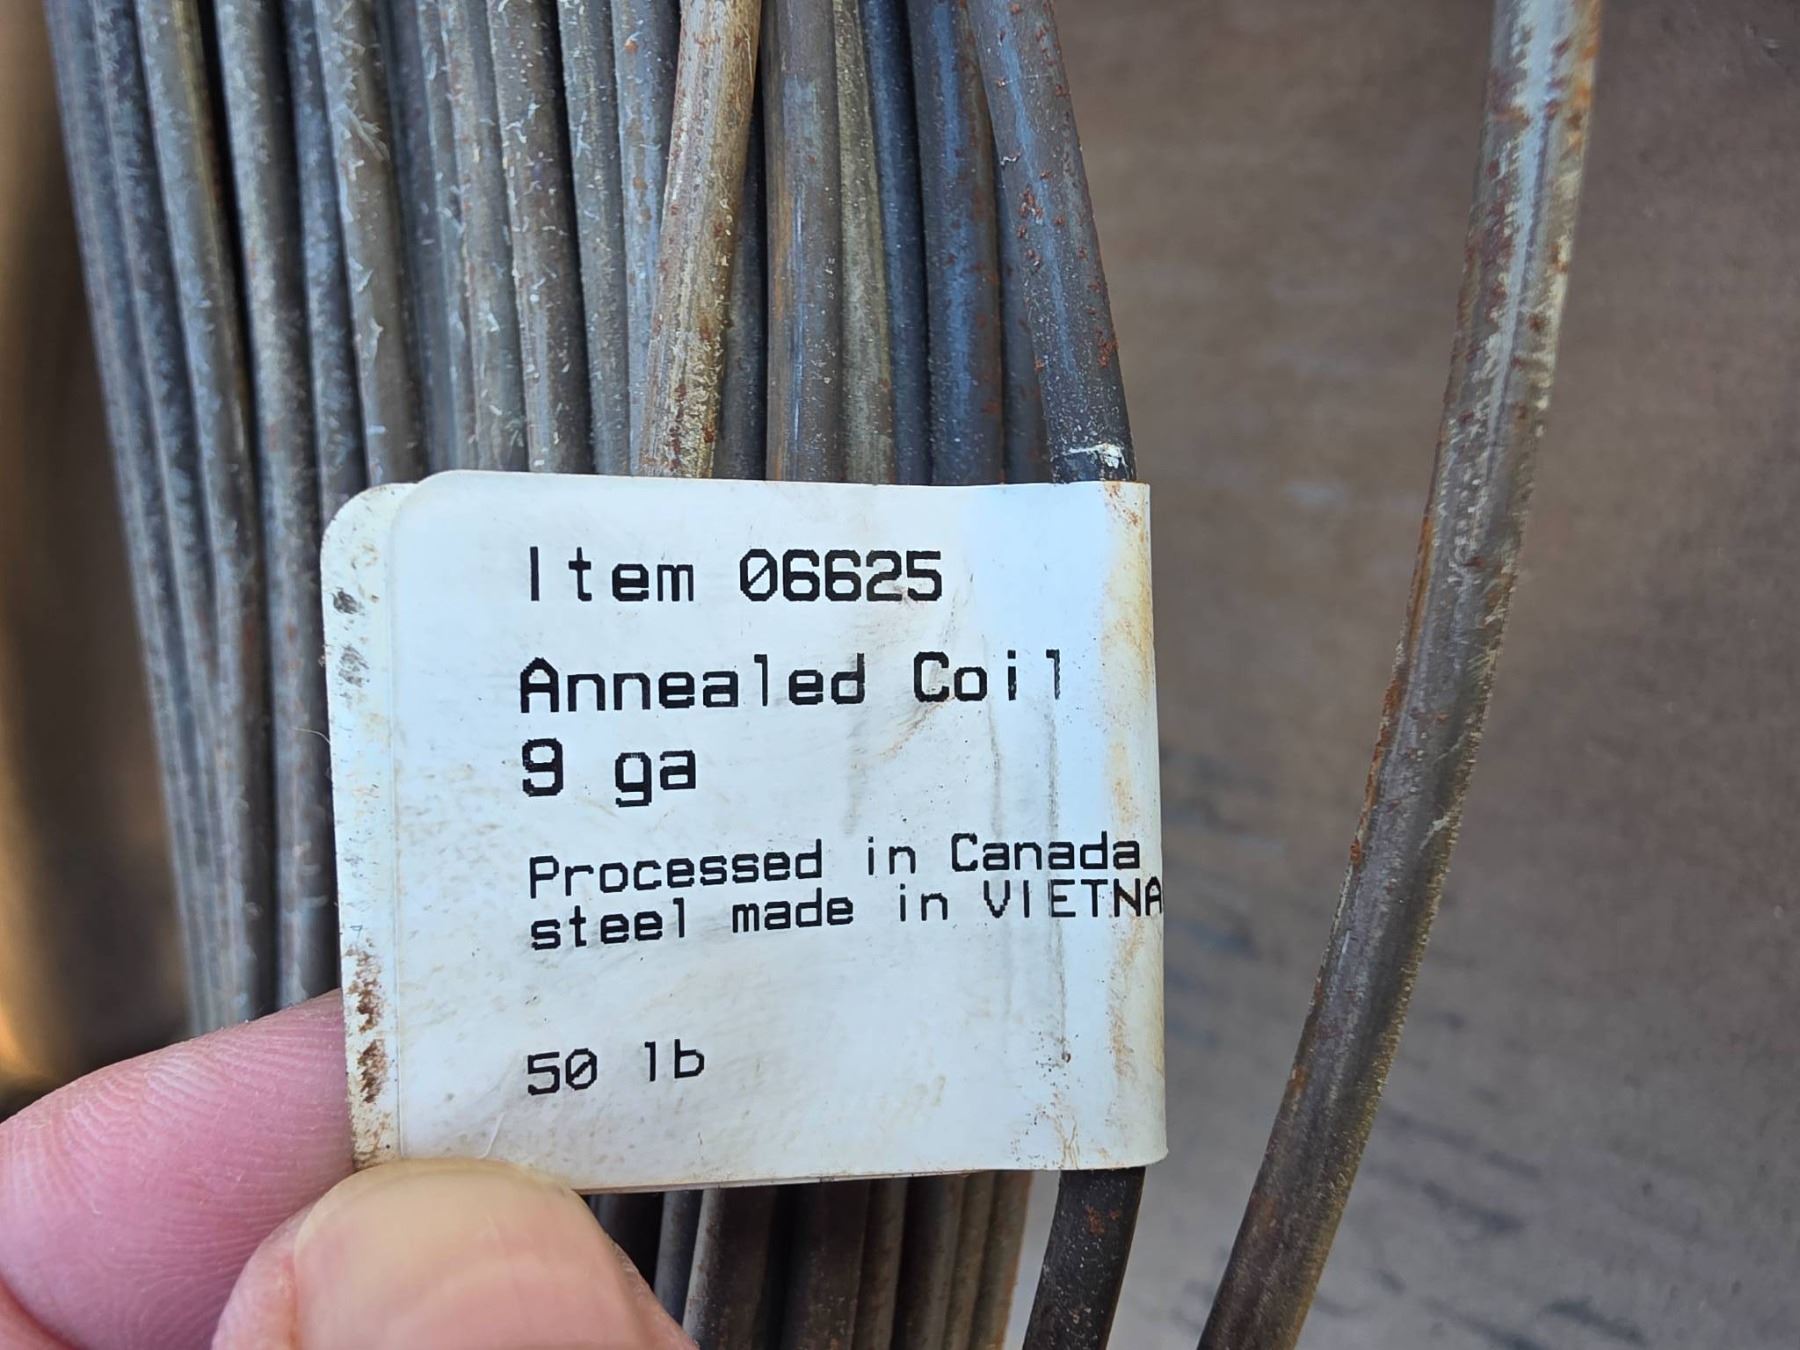 Item 06625
Annealed Coil
9 ga
Processed in Canada
steel made in VIETNA
50 lb